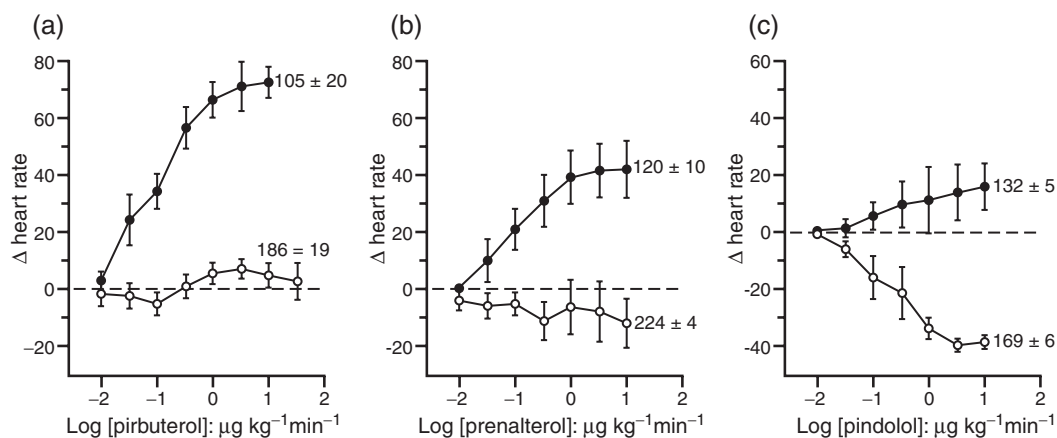 (a)
80
60
40
20
0
−20
Δ heart rate
105 ± 20
186 = 19
−2
−1
0
1
2
Log [pirbuterol]: μg kg⁻¹min⁻¹
(b)
80
60
40
20
0
-20
Δ heart rate
120 ± 10
224 ± 4
−2
−1
0
1
2
Log [prenalterol]: μg kg⁻¹min⁻¹
(c)
60
40
20
0
-20
-40
Δ heart rate
132 ± 5
169 ± 6
−2
−1
0
1
2
Log [pindolol]: μg kg⁻¹min⁻¹